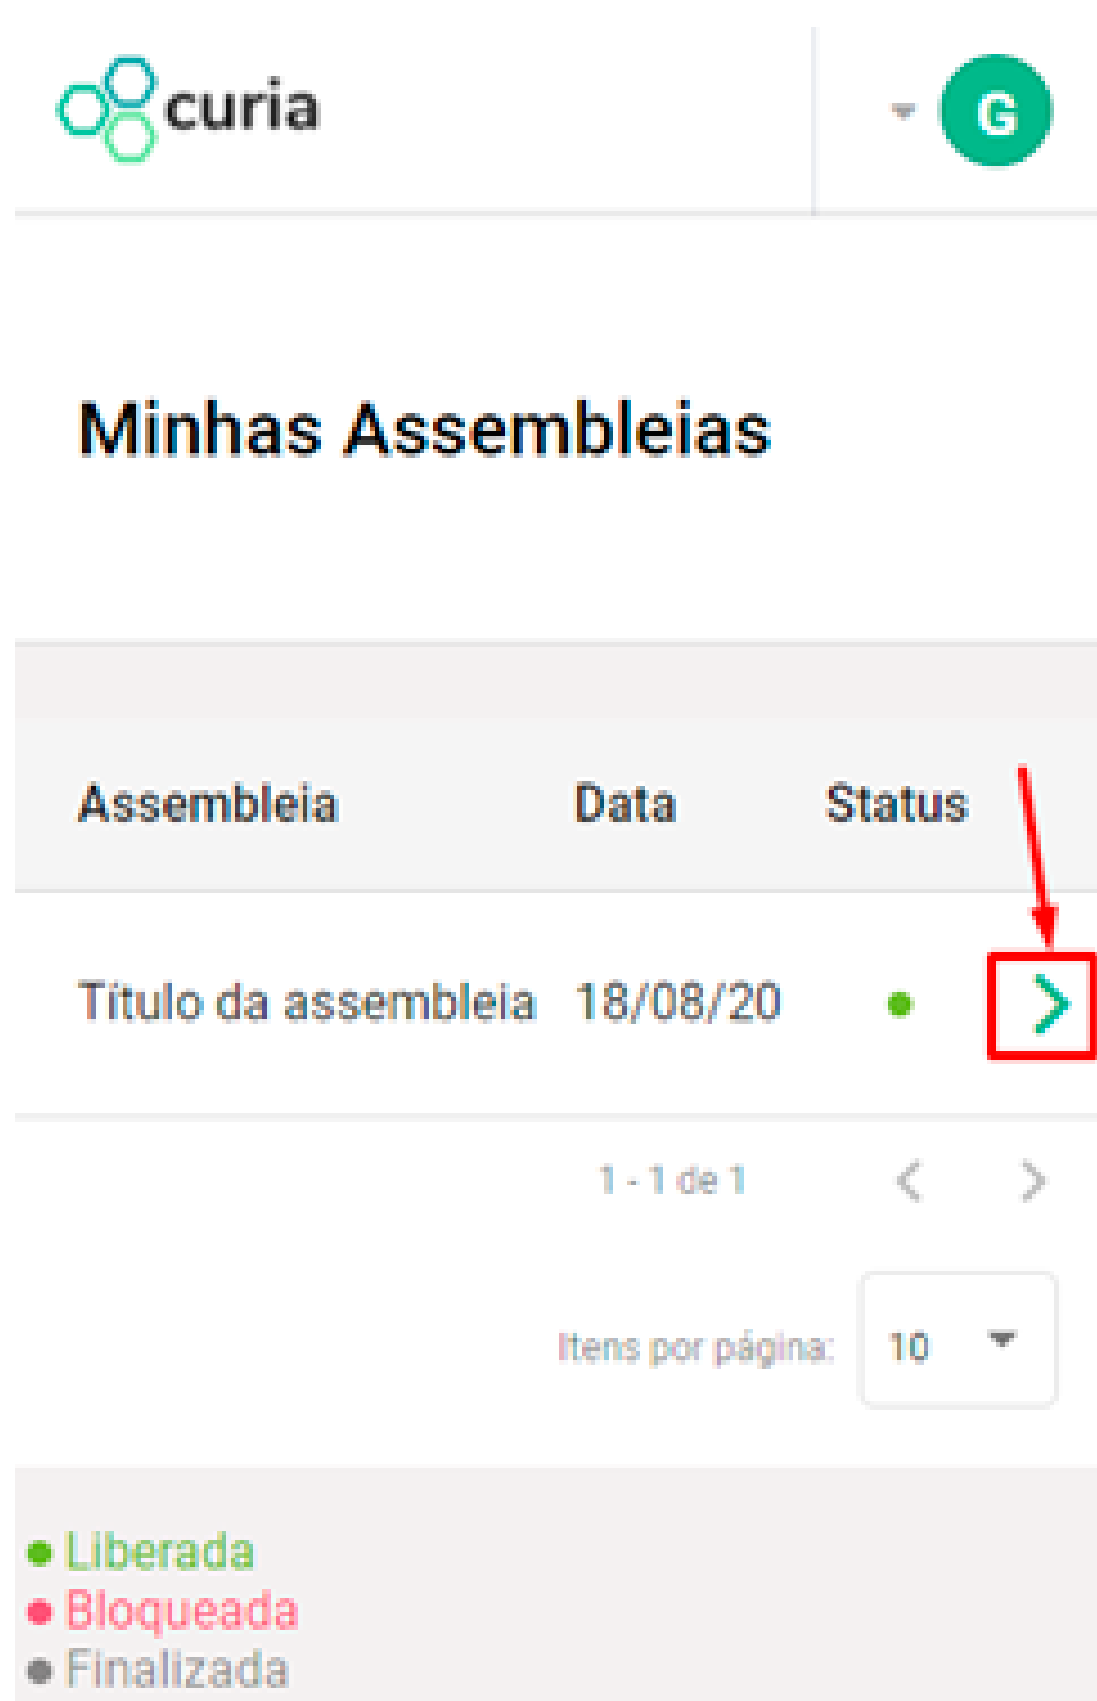 curia
G
Minhas Assembleias
Assembleia Data Status
Título da assembleia 18/08/20
1 - 1 de 1
Itens por página: 10
Liberada
Bloqueada
Finalizada